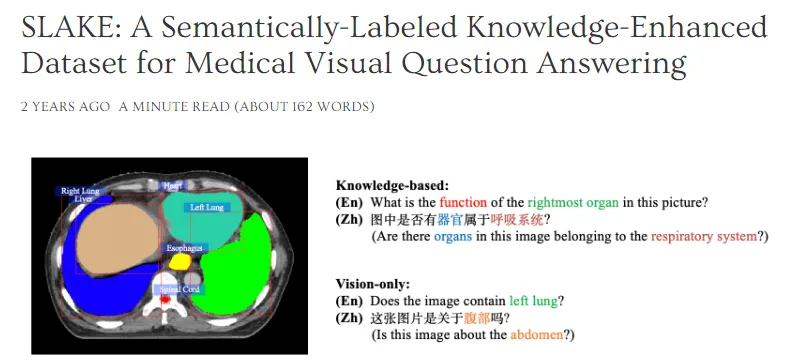 SLAKE: A Semantically-Labeled Knowledge-Enhanced
Dataset for Medical Visual Question Answering
2 YEARS AGO A MINUTE READ (ABOUT 162 WORDS)
Right Lung
Liver
Heart
Left Lung
Esophagus
Spinal Cord
Knowledge-based:
(En) What is the function of the rightmost organ in this picture?
(Zh) 图中是否有器官属于呼吸系统?
(Are there organs in this image belonging to the respiratory system?)
Vision-only:
(En) Does the image contain left lung?
(Zh) 这张图片是关于腹部吗?
(Is this image about the abdomen?)